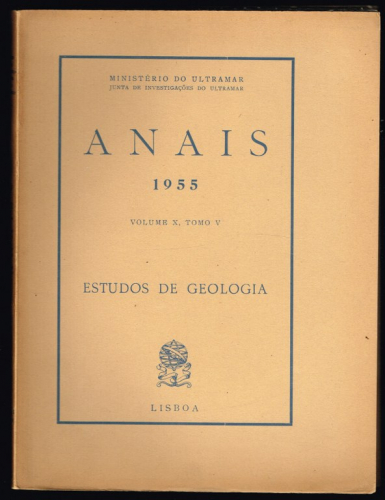 MINISTÉRIO DO ULTRAMAR
JUNTA DE INVESTIGAÇÕES DO ULTRAMAR
ANAIS
1955
VOLUME X, TOMO V
ESTUDOS DE GEOLOGIA
LISBOA